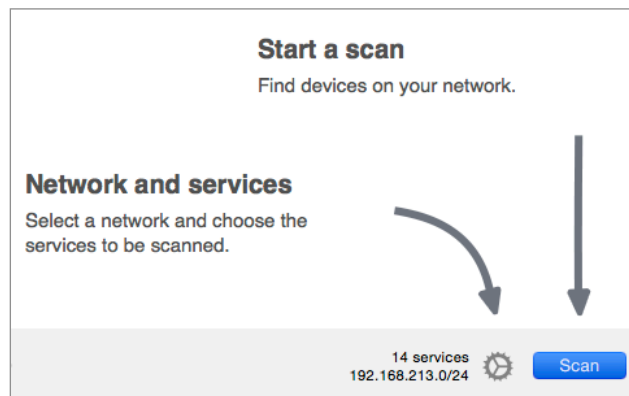 Start a scan
Find devices on your network.
Network and services
Select a network and choose the
services to be scanned.
14 services
192.168.213.0/24
Scan